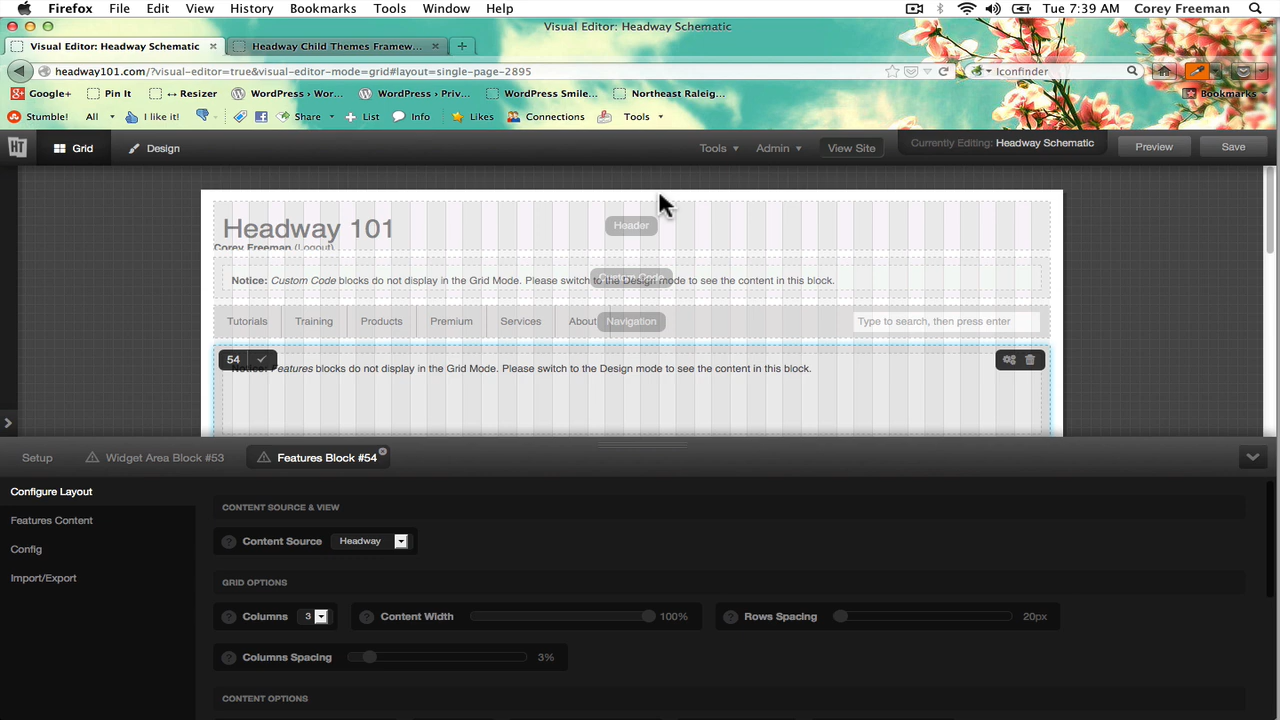 Firefox File Edit View History Bookmarks Tools Window Help Tue 7:39 AM Corey Freeman
Visual Editor: Headway Schematic
Visual Editor: Headway Schematic Headway Child Themes Framew...
headway101.com/?visual-editor=true&visual-editor-mode=grid#layout=single-page-2895 Iconfinder
Google+ Pin It ↔ Resizer WordPress › Wo... WordPress › Priv... WordPress Smile... Northeast Raleig... Bookmarks
Stumble! All I like it! Share List Info Likes Connections Tools
HT Grid Design Tools Admin View Site Currently Editing: Headway Schematic Preview Save
Headway 101
Header
Corey Freeman (Logout)
Custom Code
Notice: Custom Code blocks do not display in the Grid Mode. Please switch to the Design mode to see the content in this block.
Tutorials Training Products Premium Services About Navigation Type to search, then press enter
54
Notice: Features blocks do not display in the Grid Mode. Please switch to the Design mode to see the content in this block.
Setup Widget Area Block #53 Features Block #54
Configure Layout
Features Content
Config
Import/Export
CONTENT SOURCE & VIEW
Content Source Headway
GRID OPTIONS
Columns 3 Content Width 100% Rows Spacing 20px
Columns Spacing 3%
CONTENT OPTIONS